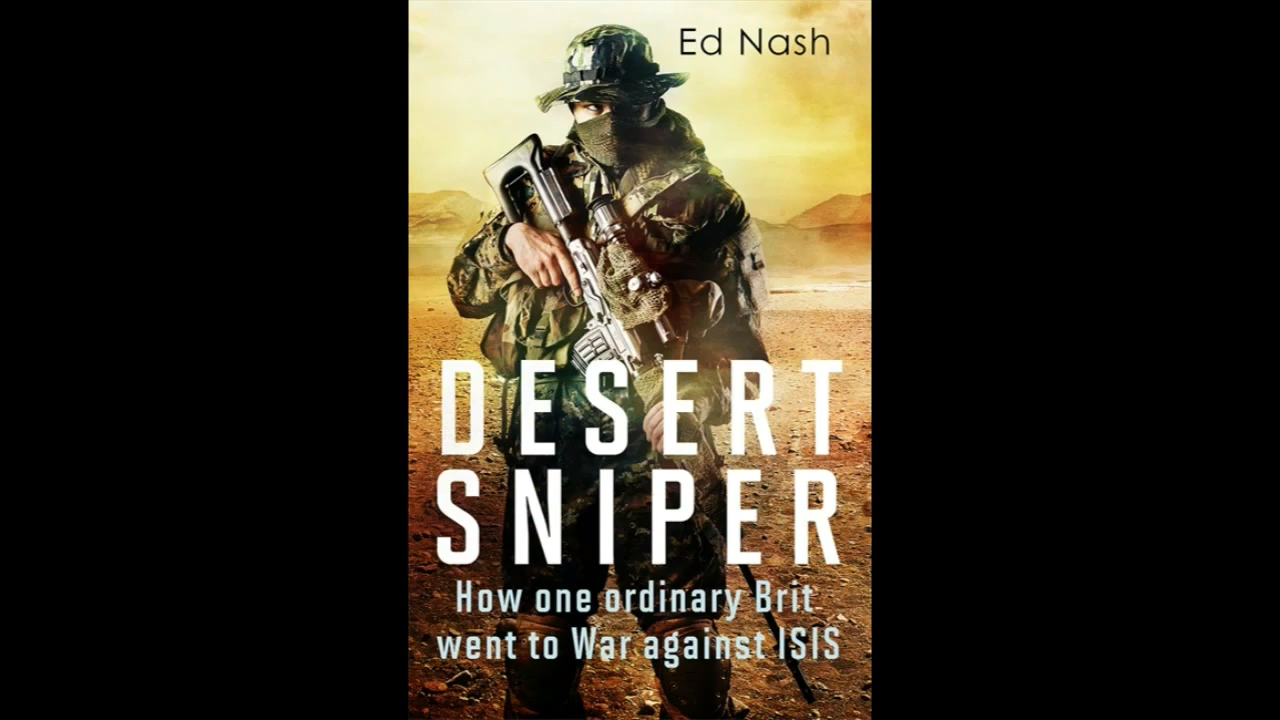 Ed Nash
DESERT
SNIPER
How one ordinary Brit
went to War against ISIS